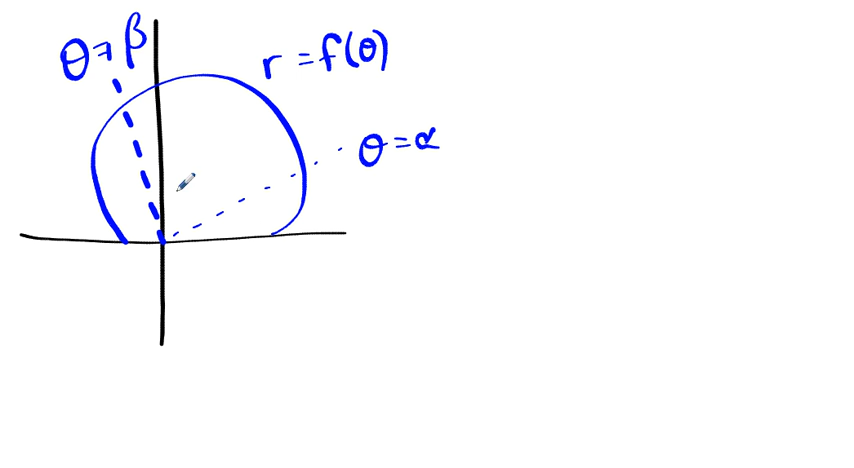 θ = β
r = f(θ)
θ = α